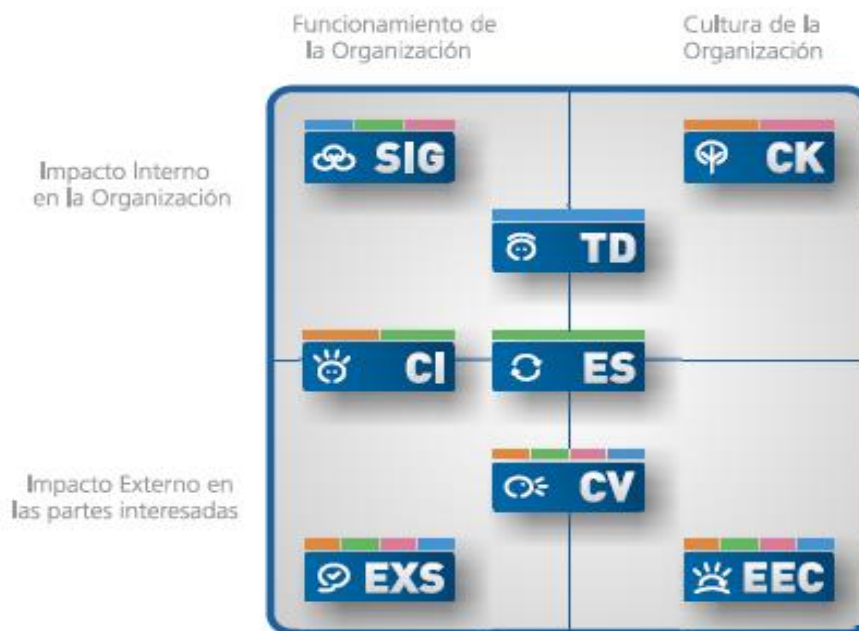 Funcionamiento de
la Organización
Cultura de la
Organización
Impacto Interno
en la Organización
SIG
CK
TD
CI
ES
Impacto Externo en
las partes interesadas
CV
EXS
EEC